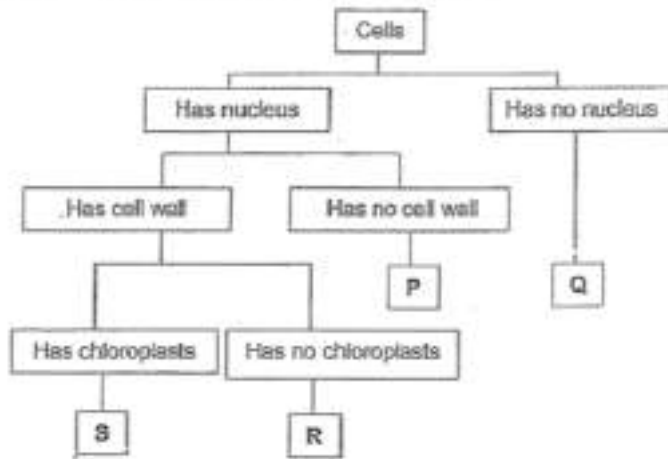 Cells
Has nucleus
Has no nucleus
Has cell wall
Has no cell wall
P
Q
Has chloroplasts
Has no chloroplasts
S
R